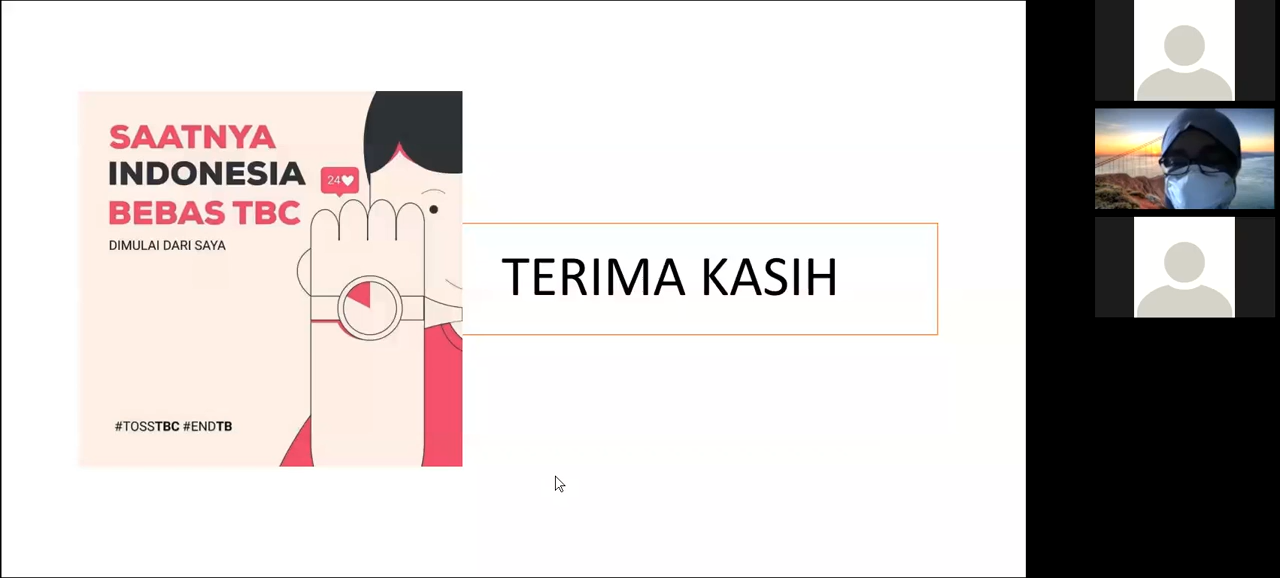 SAATNYA
INDONESIA
BEBAS TBC
DIMULAI DARI SAYA
24
#TOSSTBC #ENDTB
TERIMA KASIH